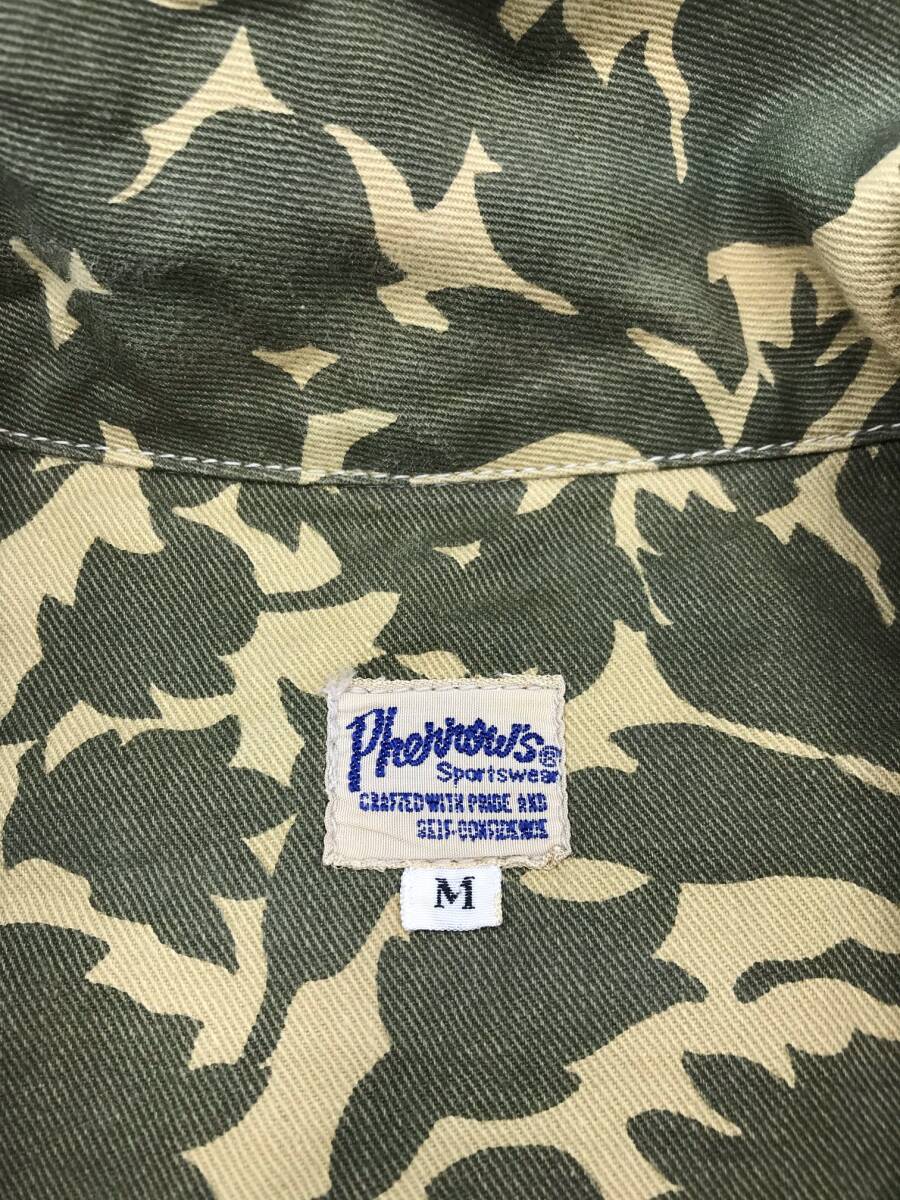 Pherrow's®
Sportswear
CRAFTED WITH PRIDE AND
SELF-CONFIDENCE
M